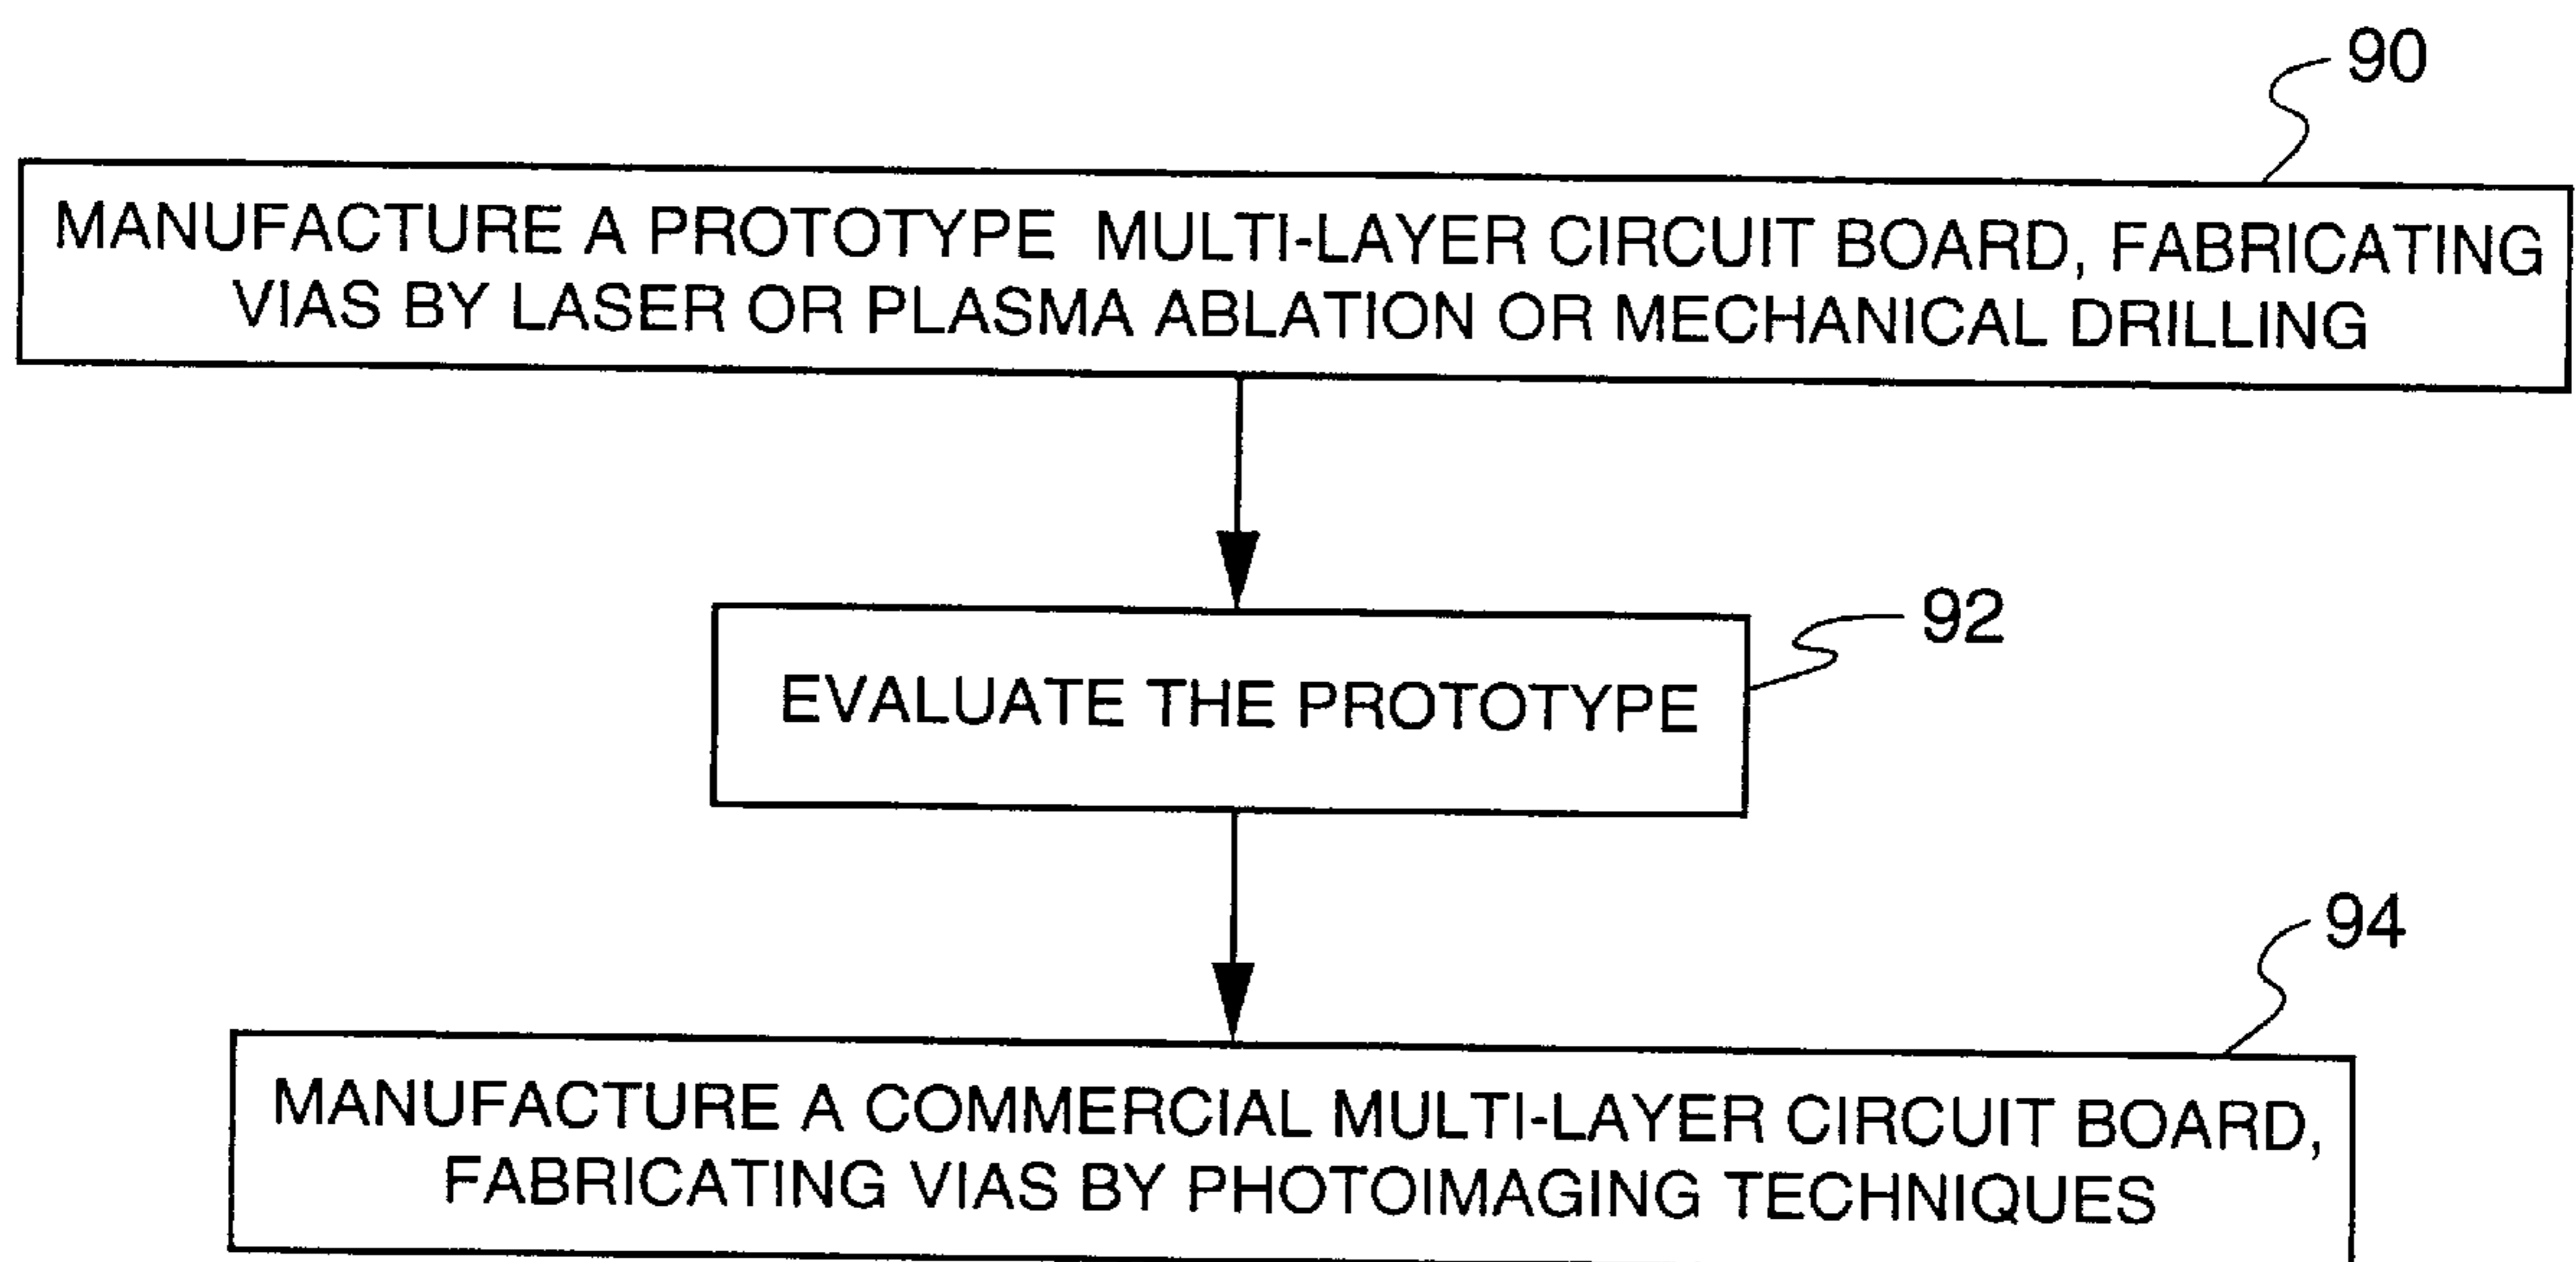 90
MANUFACTURE A PROTOTYPE MULTI-LAYER CIRCUIT BOARD, FABRICATING
VIAS BY LASER OR PLASMA ABLATION OR MECHANICAL DRILLING
92
EVALUATE THE PROTOTYPE
94
MANUFACTURE A COMMERCIAL MULTI-LAYER CIRCUIT BOARD,
FABRICATING VIAS BY PHOTOIMAGING TECHNIQUES